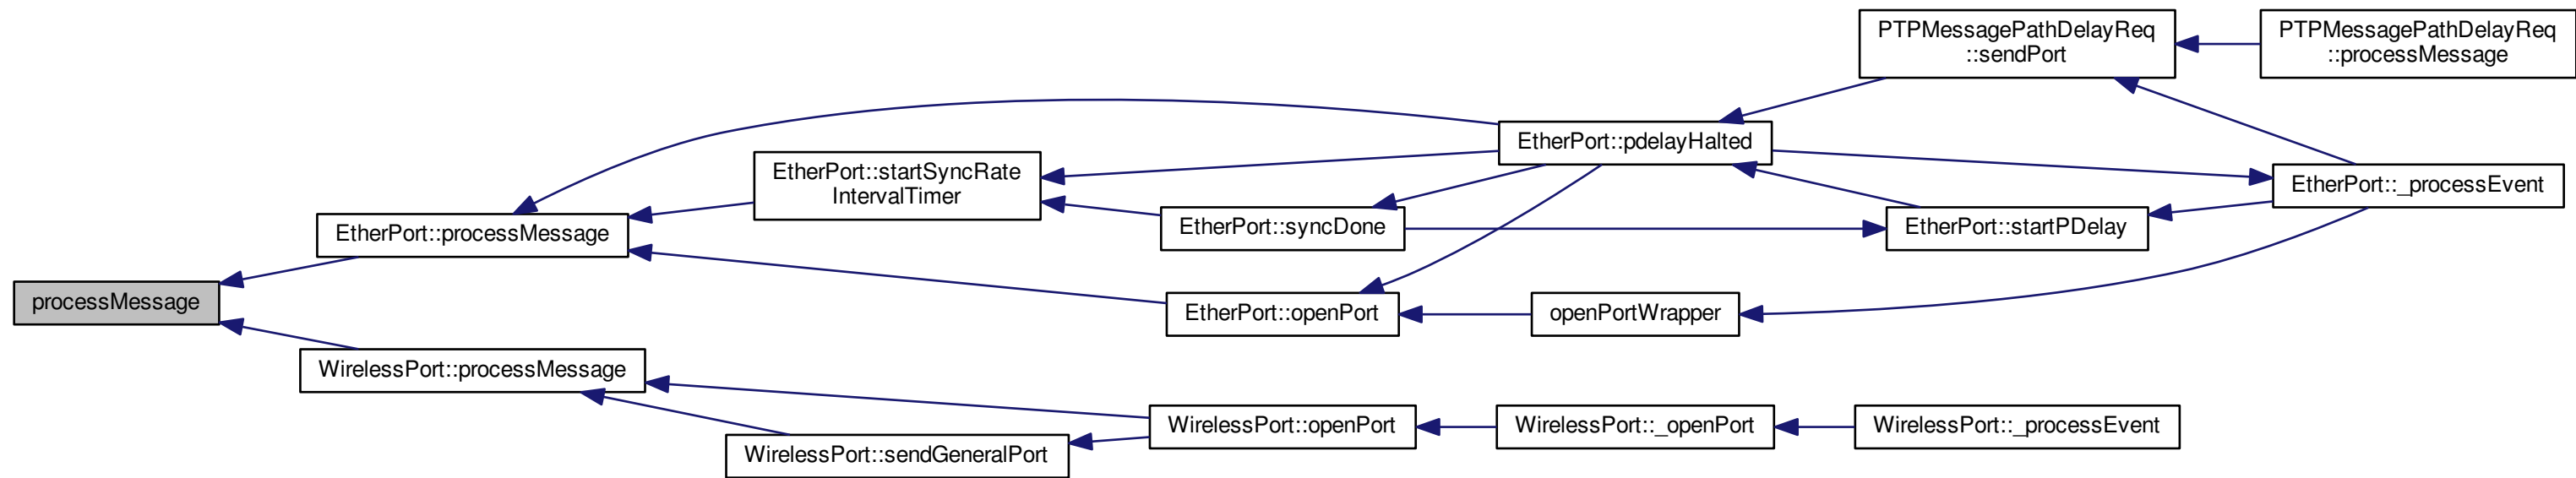 PTPMessagePathDelayReq
::sendPort
PTPMessagePathDelayReq
::processMessage
EtherPort::pdelayHalted
EtherPort::startSyncRate
IntervalTimer
EtherPort::_processEvent
EtherPort::processMessage
EtherPort::syncDone
EtherPort::startPDelay
processMessage
EtherPort::openPort
openPortWrapper
WirelessPort::processMessage
WirelessPort::openPort
WirelessPort::_openPort
WirelessPort::_processEvent
WirelessPort::sendGeneralPort